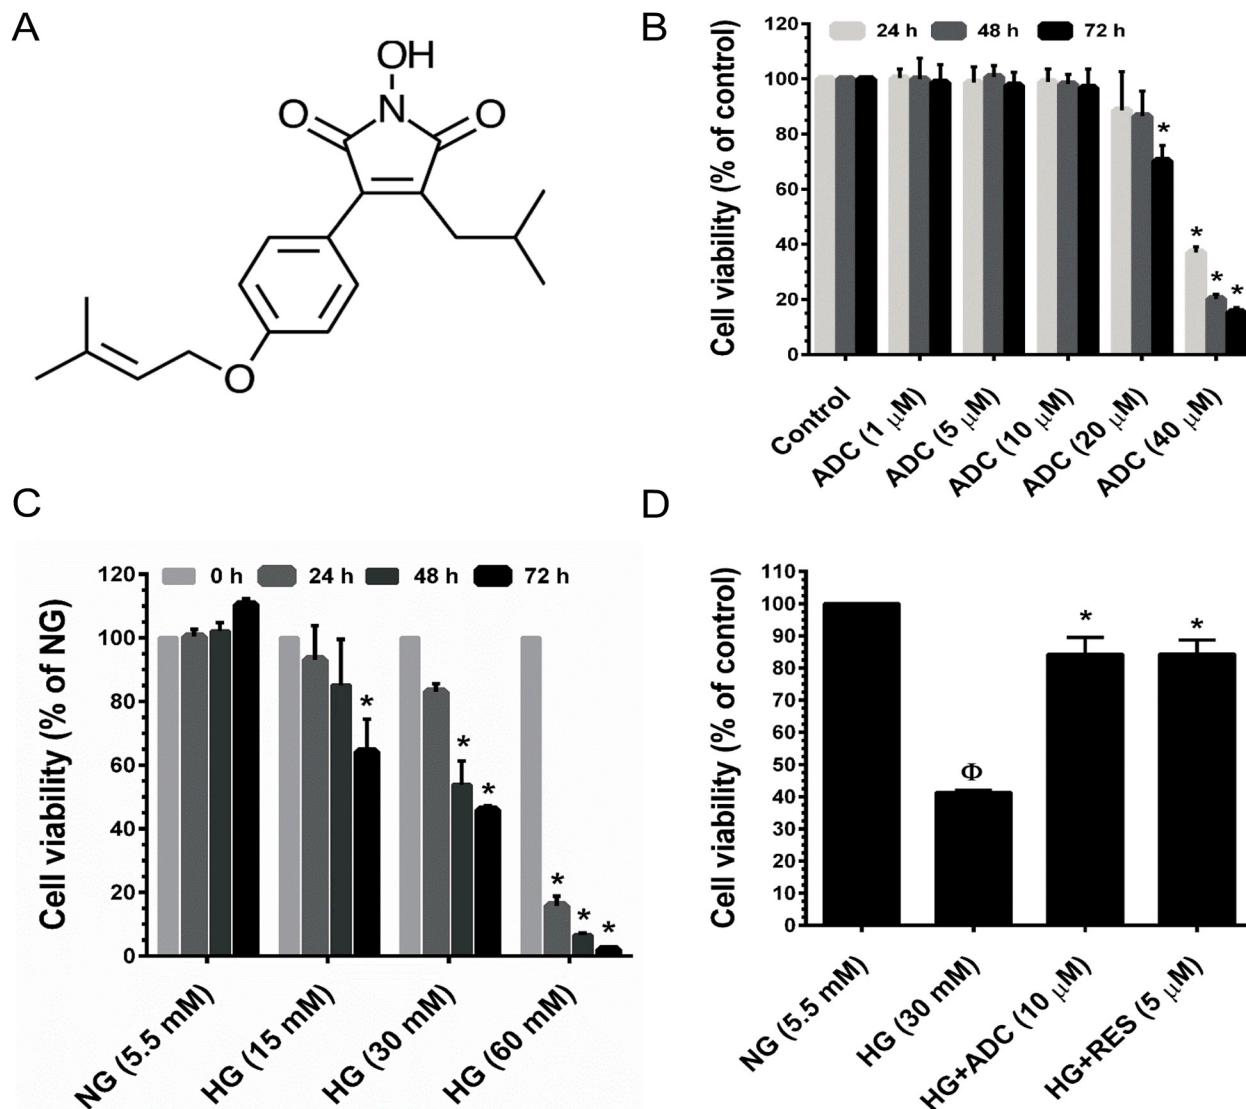 A
OH
N
O
O
O
B
24 h 48 h 72 h
Cell viability (% of control)
120
100
80
60
40
20
0
Control
ADC (1 μM)
ADC (5 μM)
ADC (10 μM)
ADC (20 μM)
ADC (40 μM)
*
*
*
*
C
0 h 24 h 48 h 72 h
Cell viability (% of NG)
120
100
80
60
40
20
0
*
*
*
*
*
*
NG (5.5 mM)
HG (15 mM)
HG (30 mM)
HG (60 mM)
D
Cell viability (% of control)
110
100
90
80
70
60
50
40
30
20
10
0
Φ
*
*
NG (5.5 mM)
HG (30 mM)
HG+ADC (10 μM)
HG+RES (5 μM)